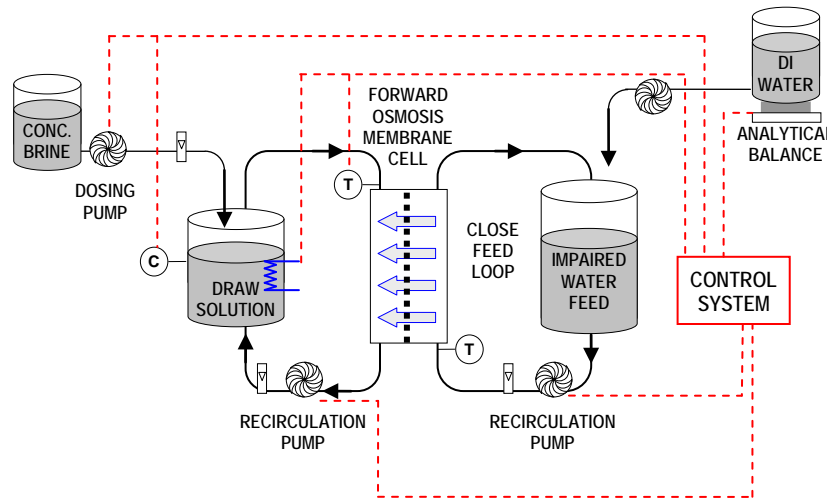 DI
WATER
ANALYTICAL
BALANCE
CONC.
BRINE
DOSING
PUMP
FORWARD
OSMOSIS
MEMBRANE
CELL
T
C
DRAW
SOLUTION
CLOSE
FEED
LOOP
IMPAIRED
WATER
FEED
CONTROL
SYSTEM
T
RECIRCULATION
PUMP
RECIRCULATION
PUMP